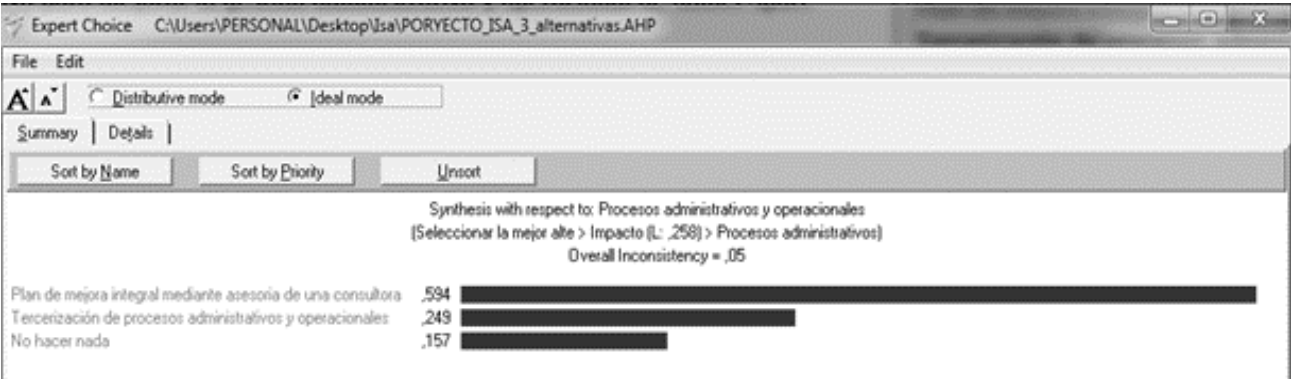 Expert Choice C:\Users\PERSONAL\Desktop\Isa\PORYECTO_ISA_3_alternativas.AHP
File Edit
A A Distributive mode Ideal mode
Summary Details
Sort by Name Sort by Priority Unsort
Synthesis with respect to: Procesos administrativos y operacionales
(Seleccionar la mejor alte > Impacto (L: ,258) > Procesos administrativos)
Overall Inconsistency = ,05
Plan de mejora integral mediante asesoria de una consultora ,594
Tercerización de procesos administrativos y operacionales ,249
No hacer nada ,157